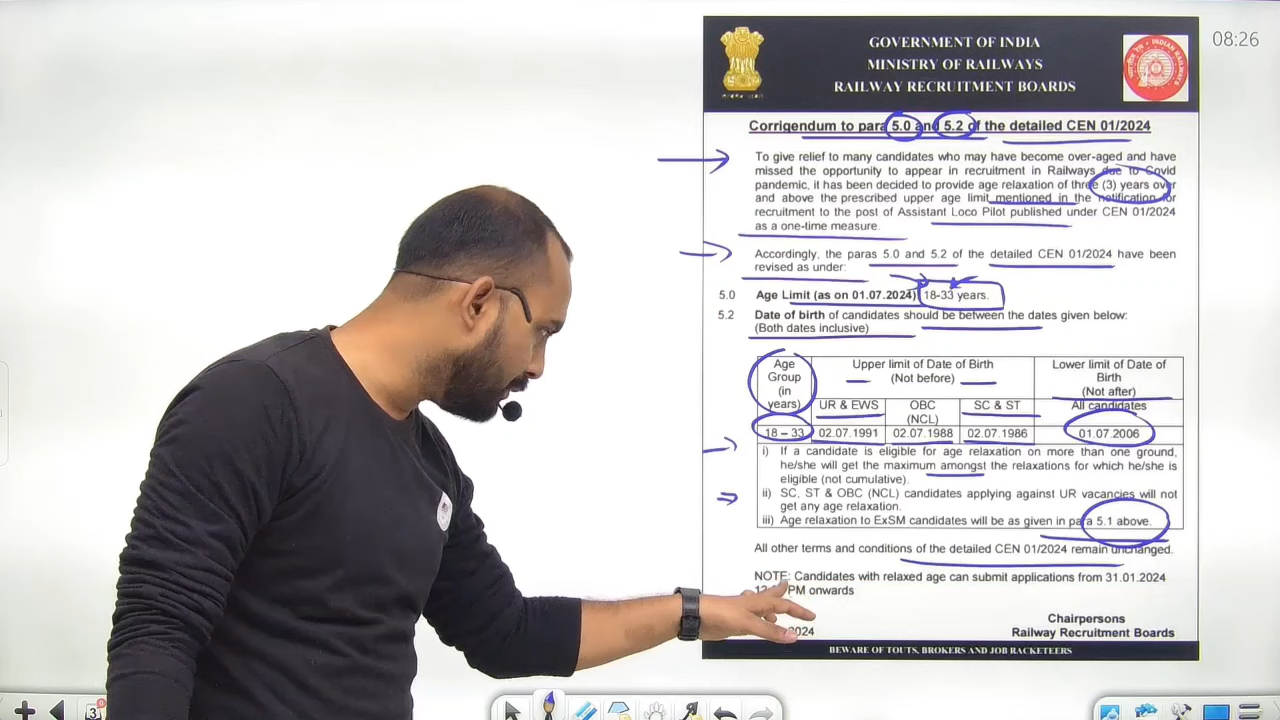 08:26
GOVERNMENT OF INDIA
MINISTRY OF RAILWAYS
RAILWAY RECRUITMENT BOARDS
Corrigendum to para 5.0 and 5.2 of the detailed CEN 01/2024
To give relief to many candidates who may have become over-aged and have
missed the opportunity to appear in recruitment in Railways due to Covid
pandemic, it has been decided to provide age relaxation of three (3) years over
and above the prescribed upper age limit mentioned in the notification for
recruitment to the post of Assistant Loco Pilot published under CEN 01/2024
as a one-time measure.
Accordingly, the paras 5.0 and 5.2 of the detailed CEN 01/2024 have been
revised as under:
5.0 Age Limit (as on 01.07.2024) 18-33 years.
5.2 Date of birth of candidates should be between the dates given below:
(Both dates inclusive)
Age Group (in years)
Upper limit of Date of Birth
(Not before)
Lower limit of Date of
Birth
(Not after)
UR & EWS OBC (NCL) SC & ST All candidates
18 – 33 02.07.1991 02.07.1988 02.07.1986 01.07.2006
i) If a candidate is eligible for age relaxation on more than one ground,
he/she will get the maximum amongst the relaxations for which he/she is
eligible (not cumulative).
ii) SC, ST & OBC (NCL) candidates applying against UR vacancies will not
get any age relaxation.
iii) Age relaxation to ExSM candidates will be as given in para 5.1 above.
All other terms and conditions of the detailed CEN 01/2024 remain unchanged.
NOTE: Candidates with relaxed age can submit applications from 31.01.2024
PM onwards
Chairpersons
2024 Railway Recruitment Boards
BEWARE OF TOUTS, BROKERS AND JOB RACKETEERS
3